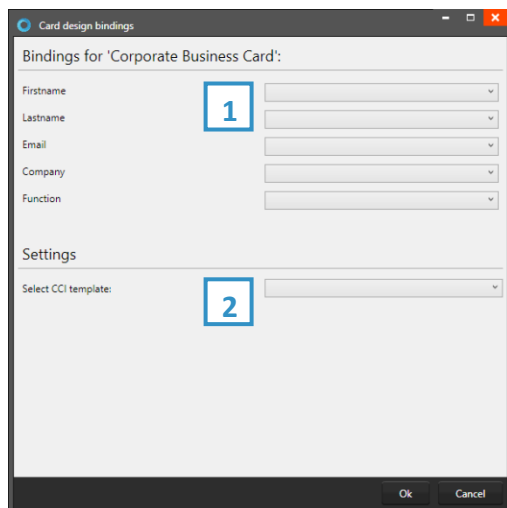 Card design bindings
Bindings for 'Corporate Business Card':
Firstname
1
Lastname
Email
Company
Function
Settings
Select CCI template:
2
Ok Cancel